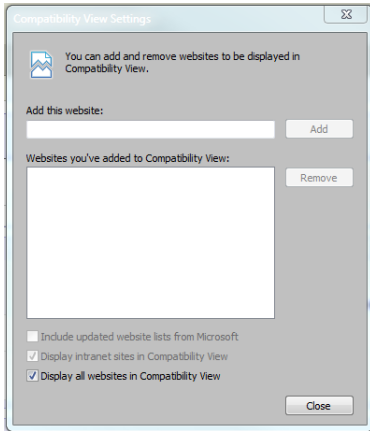 Compatibility View Settings
You can add and remove websites to be displayed in
Compatibility View.
Add this website:
Add
Websites you've added to Compatibility View:
Remove
Include updated website lists from Microsoft
Display intranet sites in Compatibility View
Display all websites in Compatibility View
Close